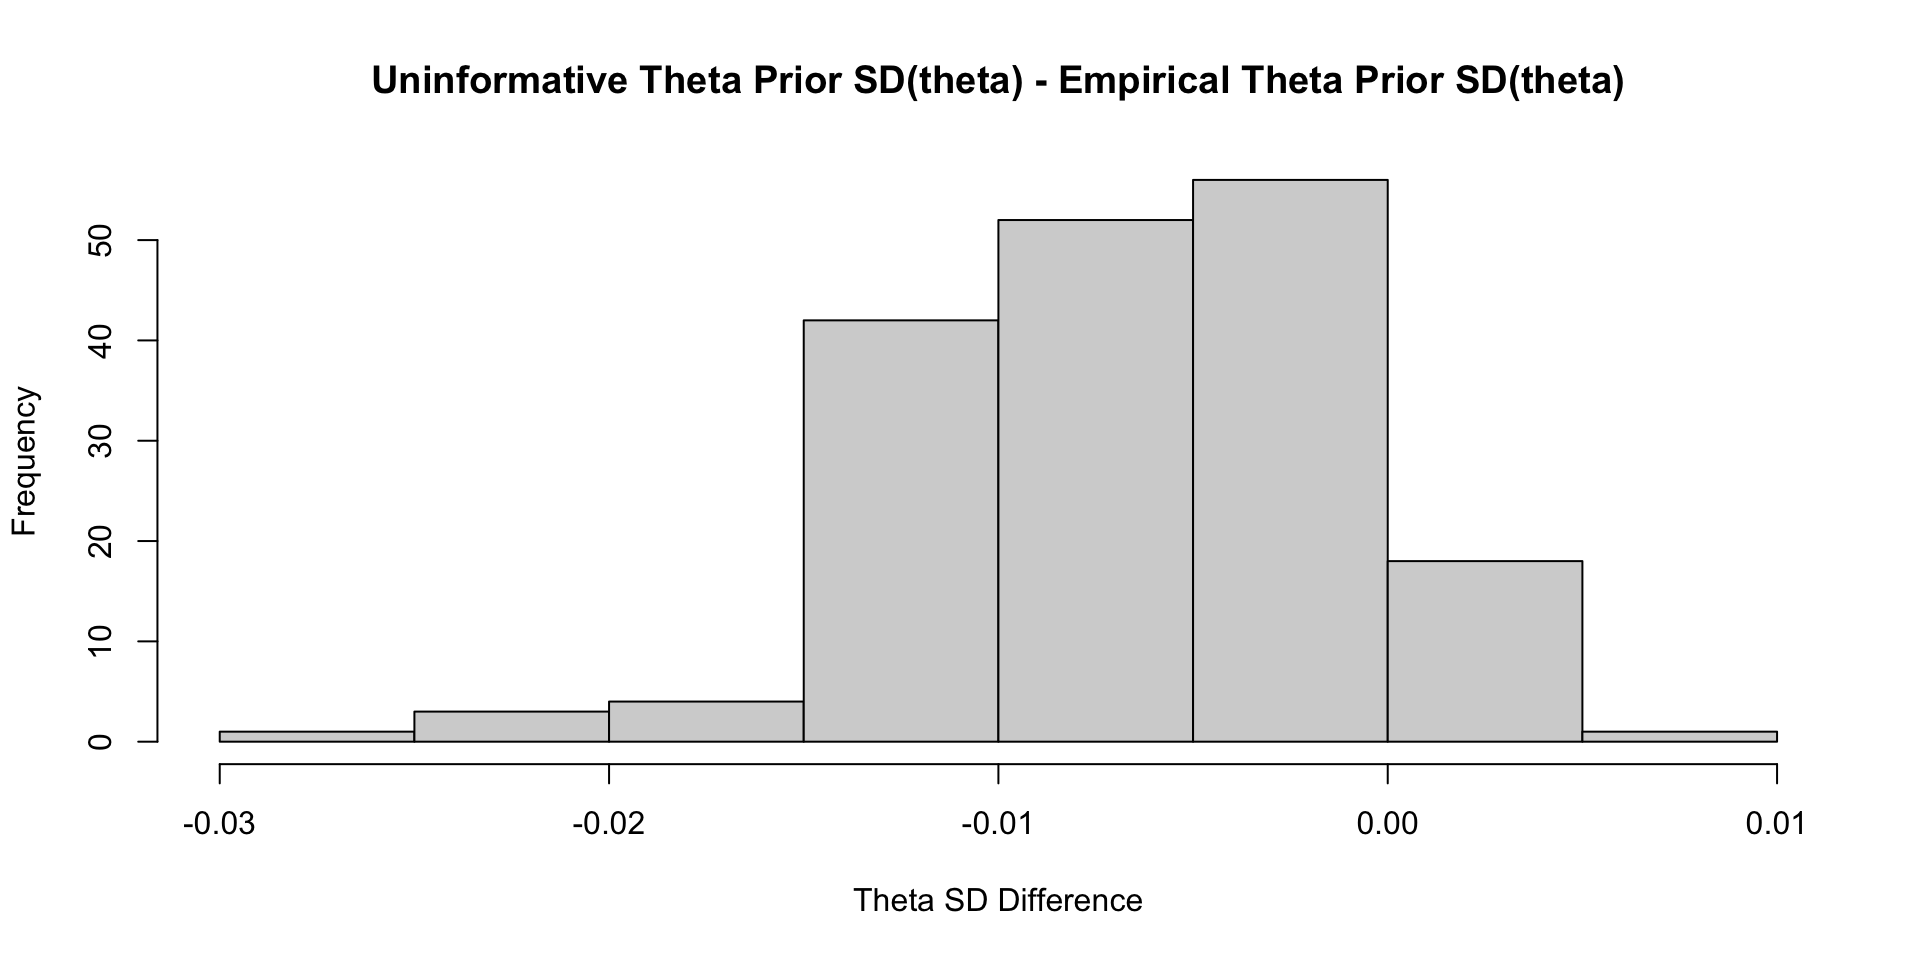 Uninformative Theta Prior SD(theta) - Empirical Theta Prior SD(theta)
Frequency
50
40
30
20
10
0
-0.03 -0.02 -0.01 0.00 0.01
Theta SD Difference